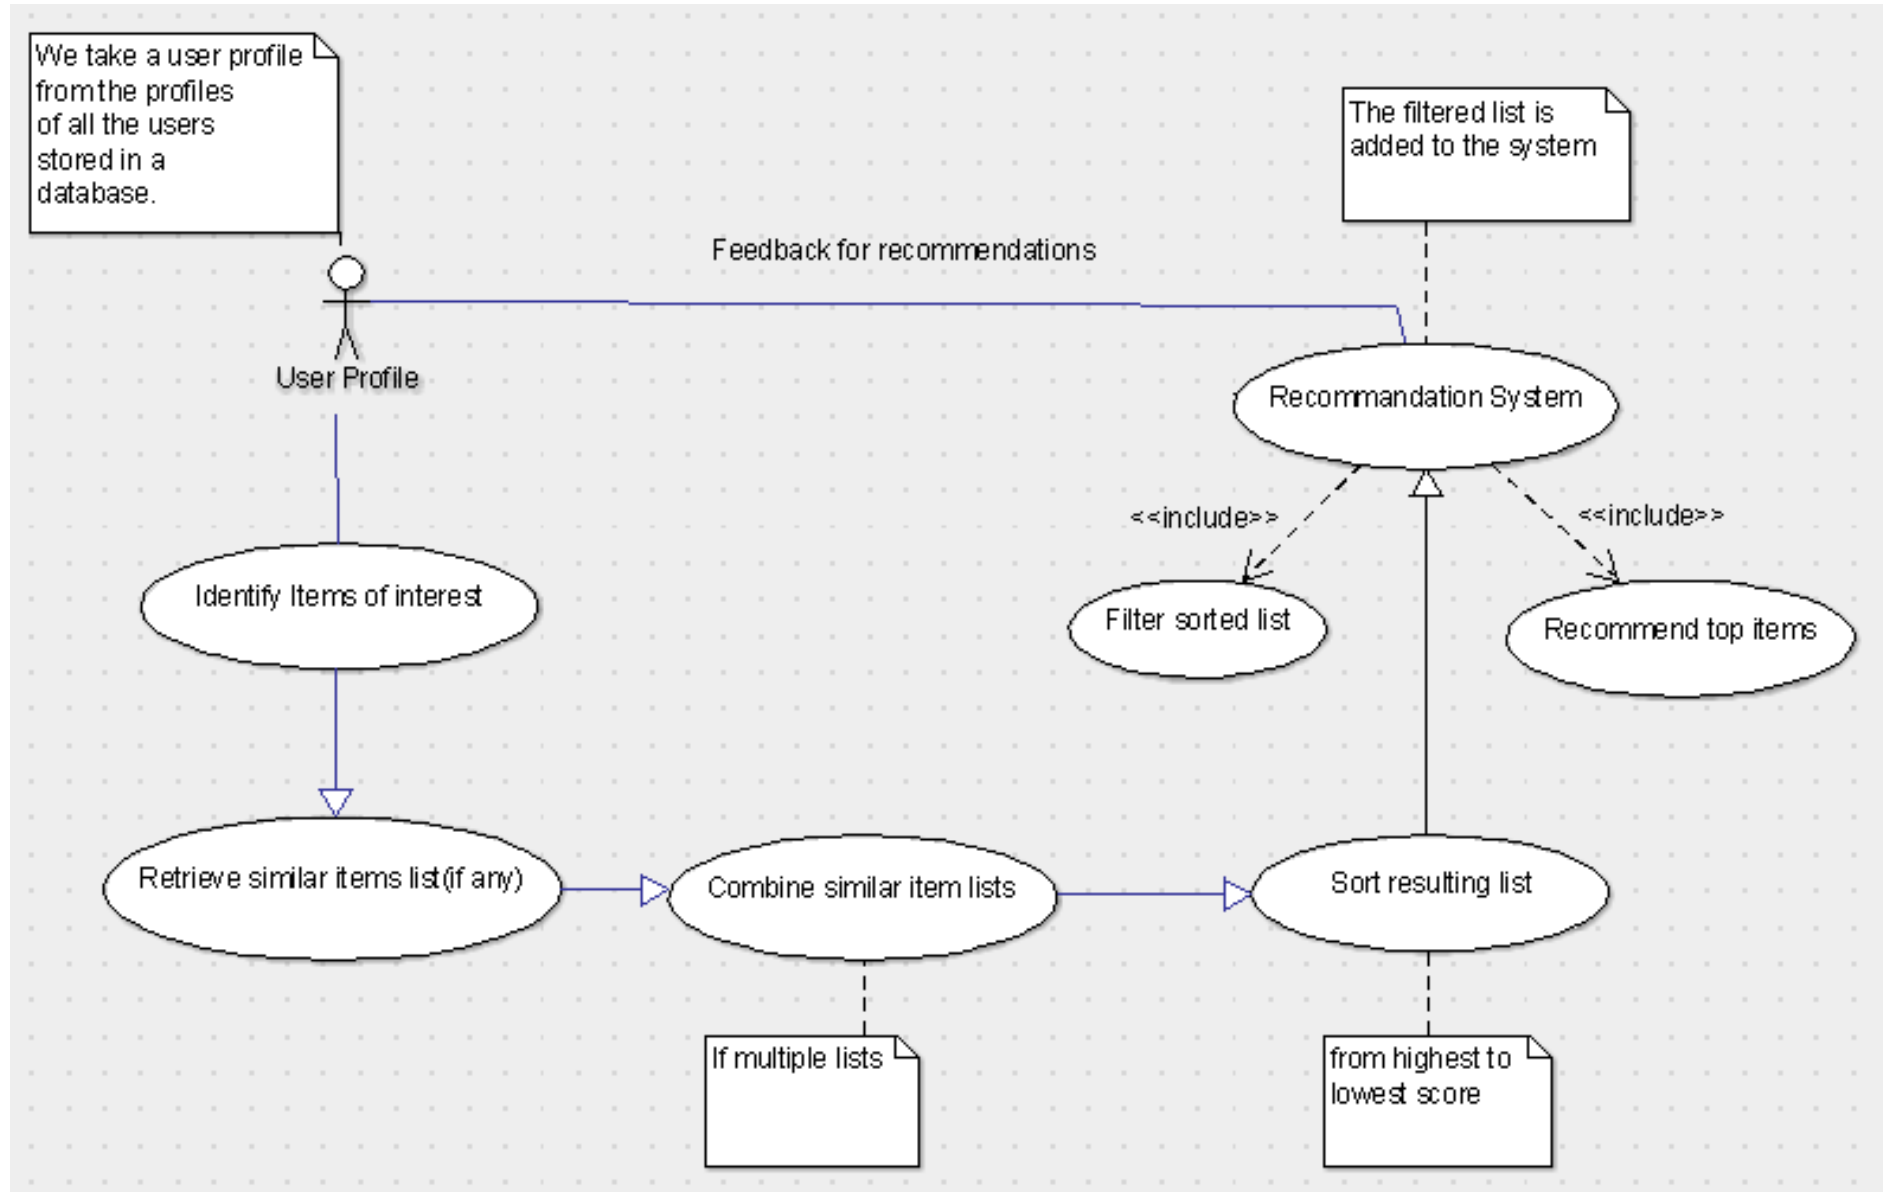 We take a user profile
from the profiles
of all the users
stored in a
database.
The filtered list is
added to the system
Feedback for recommendations
User Profile
Recommandation System
<<include>>
<<include>>
Identify Items of interest
Filter sorted list
Recommend top items
Retrieve similar items list(if any)
Combine similar item lists
Sort resulting list
If multiple lists
from highest to
lowest score